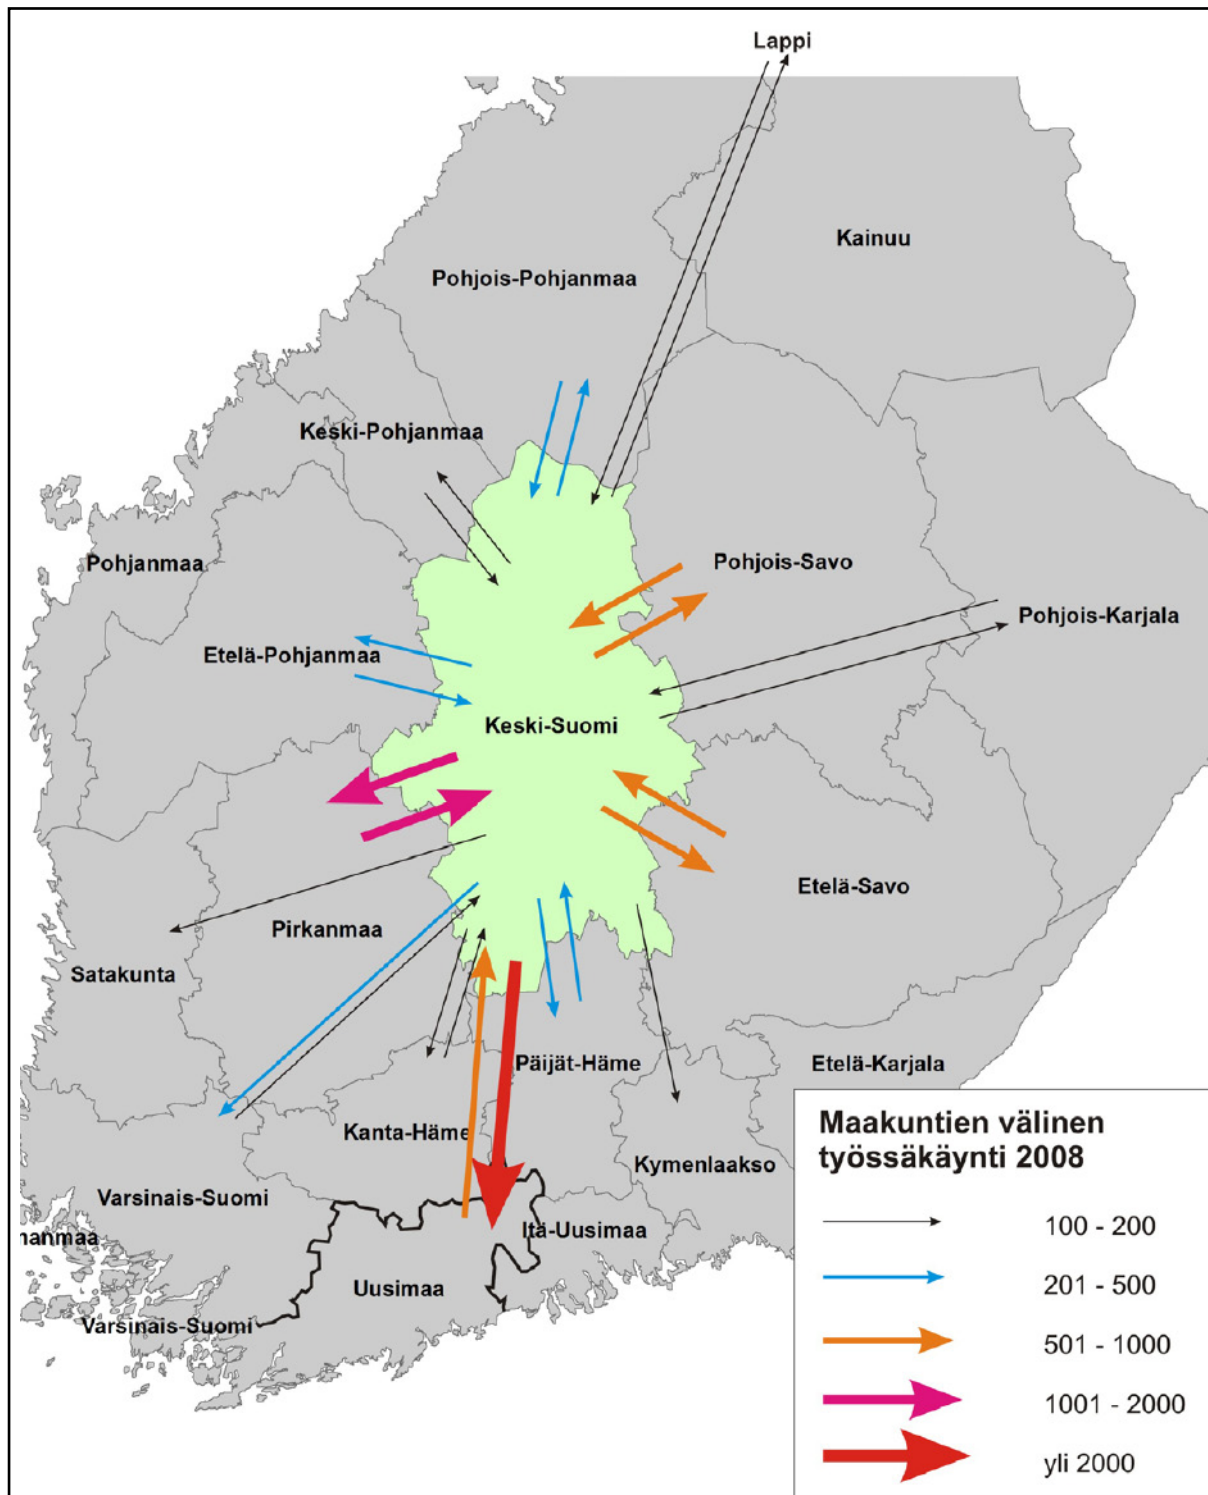 Lappi
Kainuu
Pohjois-Pohjanmaa
Keski-Pohjanmaa
Pohjanmaa
Pohjois-Savo
Pohjois-Karjala
Etelä-Pohjanmaa
Keski-Suomi
Etelä-Savo
Pirkanmaa
Satakunta
Päijät-Häme
Etelä-Karjala
Kanta-Häme
Kymenlaakso
Varsinais-Suomi
Itä-Uusimaa
nanmaa
Uusimaa
Varsinais-Suomi
Maakuntien välinen
työssäkäynti 2008
100 - 200
201 - 500
501 - 1000
1001 - 2000
yli 2000